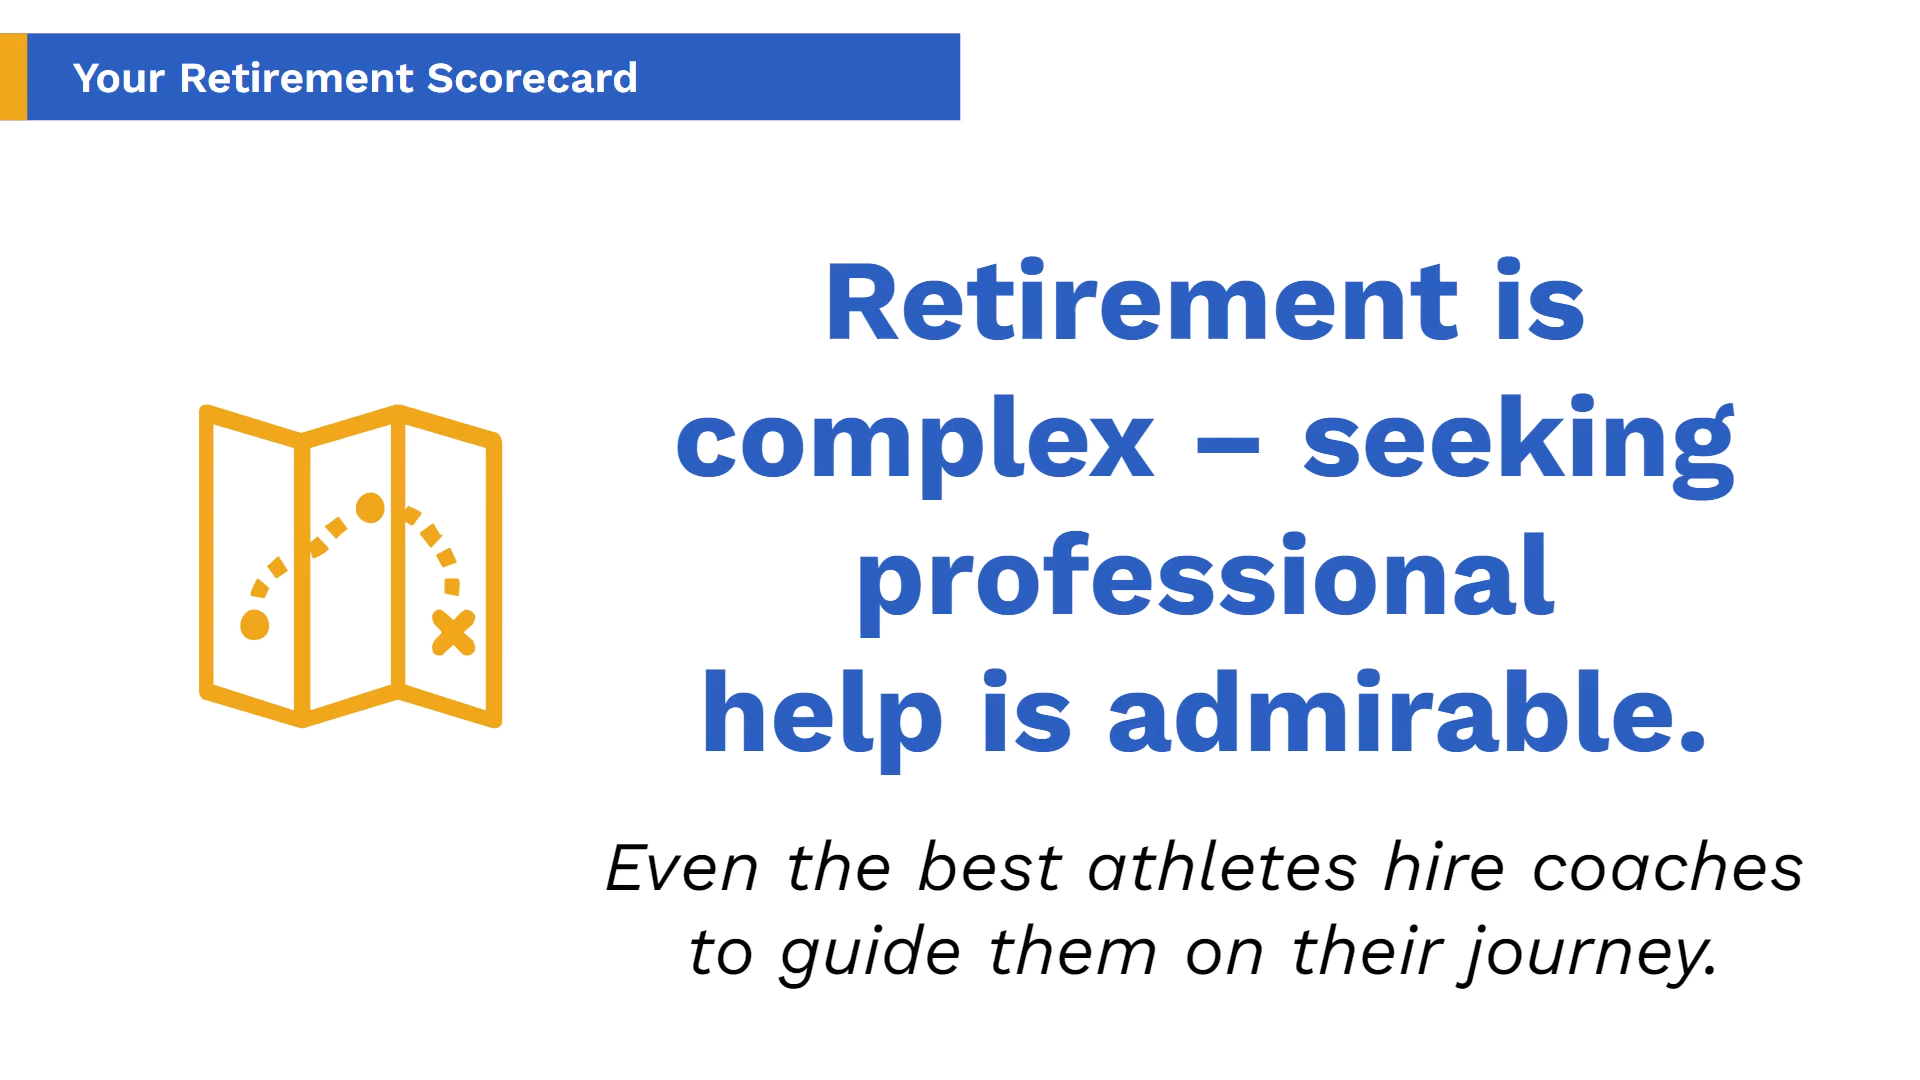 Your Retirement Scorecard
Retirement is
complex – seeking
professional
help is admirable.
Even the best athletes hire coaches
to guide them on their journey.